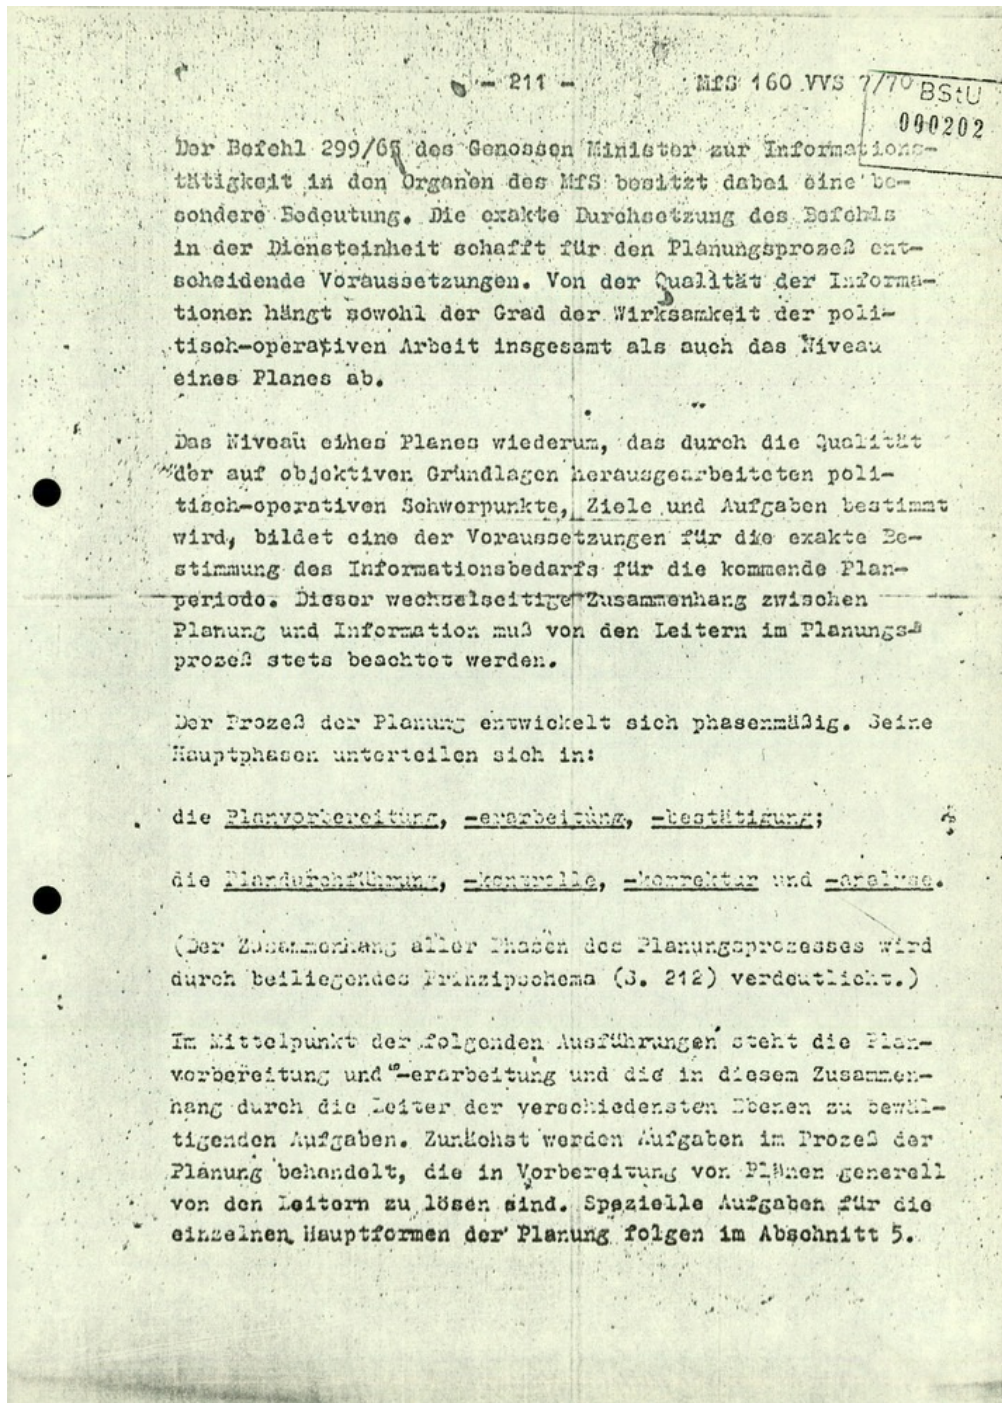 - 211 -
MfS 160 VVS 7/70
BStU
000202
Der Befehl 299/65 des Genossen Minister zur Informations-
tätigkeit in den Organen des MfS besitzt dabei eine be-
sondere Bedeutung. Die exakte Durchsetzung des Befehls
in der Diensteinheit schafft für den Planungsprozeß ent-
scheidende Voraussetzungen. Von der Qualität der Informa-
tionen hängt sowohl der Grad der Wirksamkeit der poli-
tisch-operativen Arbeit insgesamt als auch das Niveau
eines Planes ab.
Das Niveau eines Planes wiederum, das durch die Qualität
der auf objektiven Grundlagen herausgearbeiteten poli-
tisch-operativen Schwerpunkte, Ziele und Aufgaben bestimmt
wird, bildet eine der Voraussetzungen für die exakte Be-
stimmung des Informationsbedarfs für die kommende Plan-
periode. Dieser wechselseitige Zusammenhang zwischen
Planung und Information muß von den Leitern im Planungs-
prozeß stets beachtet werden.
Der Prozeß der Planung entwickelt sich phasenmäßig. Seine
Hauptphasen unterteilen sich in:
die Planvorbereitung, -erarbeitung, -bestätigung;
die Plandurchführung, -kontrolle, -korrektur und -analyse.
(Der Zusammenhang aller Phasen des Planungsprozesses wird
durch beiliegendes Prinzipschema (S. 212) verdeutlicht.)
Im Mittelpunkt der folgenden Ausführungen steht die Plan-
vorbereitung und -erarbeitung und die in diesem Zusammen-
hang durch die Leiter der verschiedensten Ebenen zu bewäl-
tigenden Aufgaben. Zunächst werden Aufgaben im Prozeß der
Planung behandelt, die in Vorbereitung von Plänen generell
von den Leitern zu lösen sind. Spezielle Aufgaben für die
einzelnen Hauptformen der Planung folgen im Abschnitt 5.